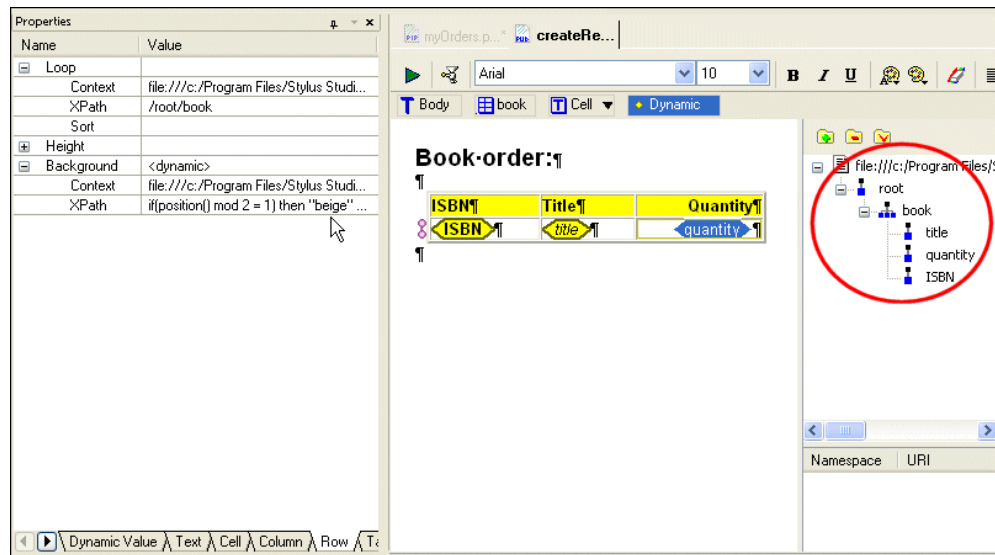 Properties
Name Value
Loop
Context file:///c:/Program Files/Stylus Studi...
XPath /root/book
Sort
Height
Background <dynamic>
Context file:///c:/Program Files/Stylus Studi...
XPath if(position() mod 2 = 1) then "beige" ...
Dynamic Value Text Cell Column Row Ta
myOrders.p...* createRe...
Arial 10 B I U
Body book Cell Dynamic
Book·order:¶
¶
ISBN¶ Title¶ Quantity¶
ISBN¶ title¶ quantity¶
¶
file:///c:/Program Files/S
root
book
title
quantity
ISBN
Namespace URI